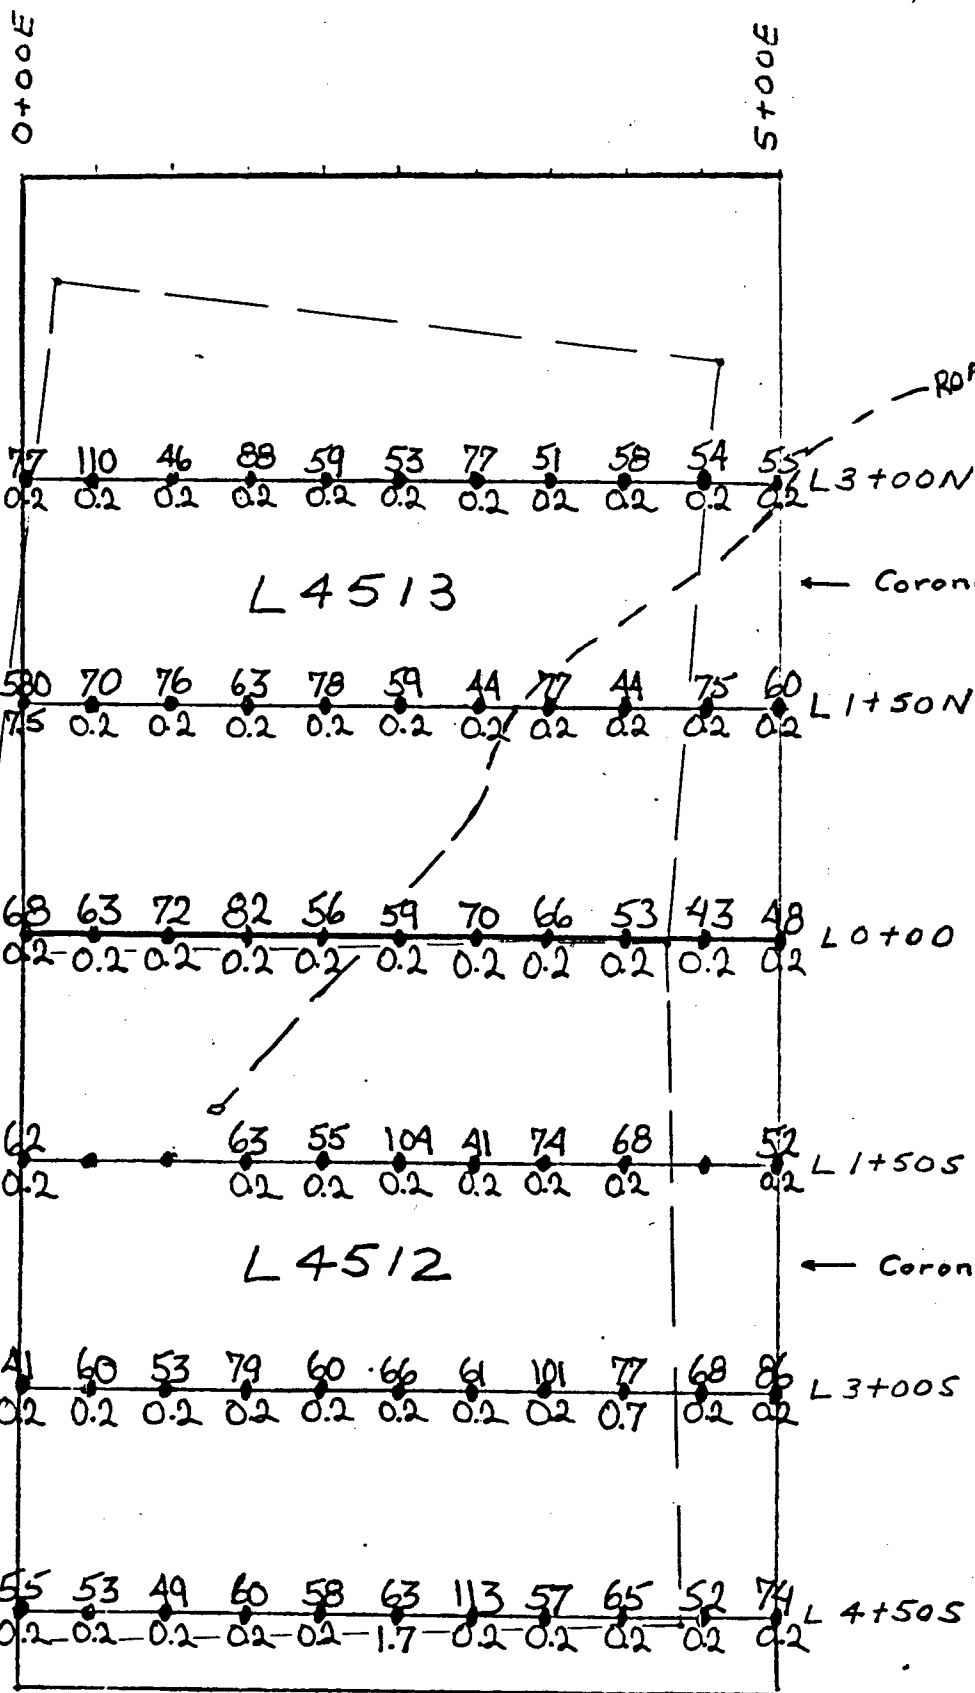 0+00E 5+00E
RO
77 110 46 88 59 53 77 51 58 54 55 L3+00N
0.2 0.2 0.2 0.2 0.2 0.2 0.2 0.2 0.2 0.2 0.2
L4513 ← Coron
580 70 76 63 78 59 44 77 44 75 60 L1+50N
7.5 0.2 0.2 0.2 0.2 0.2 0.2 0.2 0.2 0.2 0.2
68 63 72 82 56 59 70 66 53 43 48 L0+00
0.2 0.2 0.2 0.2 0.2 0.2 0.2 0.2 0.2 0.2 0.2
62 63 55 104 41 74 68 52 L1+50S
0.2 0.2 0.2 0.2 0.2 0.2 0.2 0.2
L4512 ← Coron
41 60 53 79 60 66 61 101 77 68 86 L3+00S
0.2 0.2 0.2 0.2 0.2 0.2 0.2 0.2 0.7 0.2 0.2
55 53 49 60 58 63 113 57 65 52 74 L4+50S
0.2 0.2 0.2 0.2 0.2 1.7 0.2 0.2 0.2 0.2 0.2